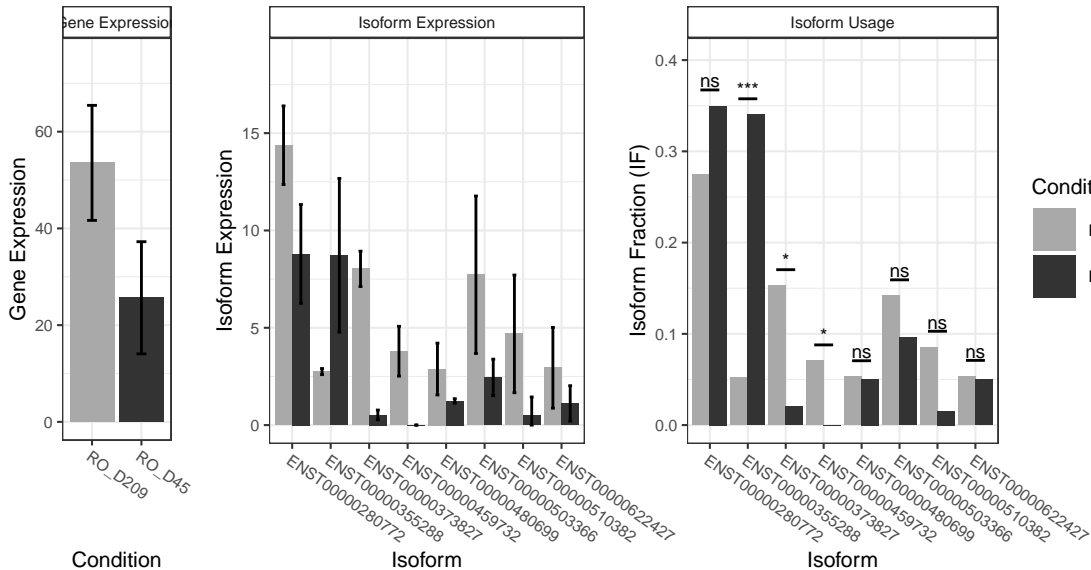 Gene Expression
Isoform Expression
Isoform Usage
Gene Expression
0
20
40
60
RO_D209
RO_D45
Condition
Isoform Expression
0
5
10
15
ENST00000280772
ENST00000355288
ENST00000373827
ENST00000459732
ENST00000480699
ENST00000503366
ENST00000510382
ENST00000622427
Isoform
Isoform Fraction (IF)
0.0
0.1
0.2
0.3
0.4
ns
***
*
*
ns
ns
ns
ns
ENST00000280772
ENST00000355288
ENST00000373827
ENST00000459732
ENST00000480699
ENST00000503366
ENST00000510382
ENST00000622427
Isoform
Condit